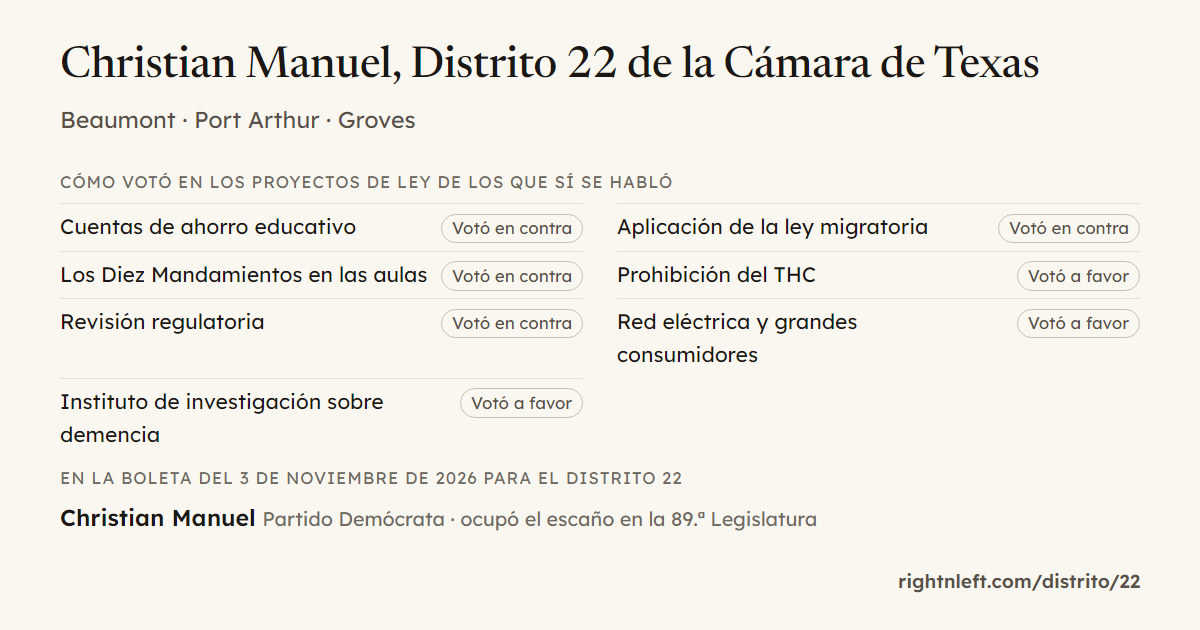 Christian Manuel, Distrito 22 de la Cámara de Texas
Beaumont · Port Arthur · Groves
CÓMO VOTÓ EN LOS PROYECTOS DE LEY DE LOS QUE SÍ SE HABLÓ
Cuentas de ahorro educativo
Votó en contra
Aplicación de la ley migratoria
Votó en contra
Los Diez Mandamientos en las aulas
Votó en contra
Prohibición del THC
Votó a favor
Revisión regulatoria
Votó en contra
Red eléctrica y grandes
consumidores
Votó a favor
Instituto de investigación sobre
demencia
Votó a favor
EN LA BOLETA DEL 3 DE NOVIEMBRE DE 2026 PARA EL DISTRITO 22
Christian Manuel Partido Demócrata · ocupó el escaño en la 89.ª Legislatura
rightnleft.com/distrito/22